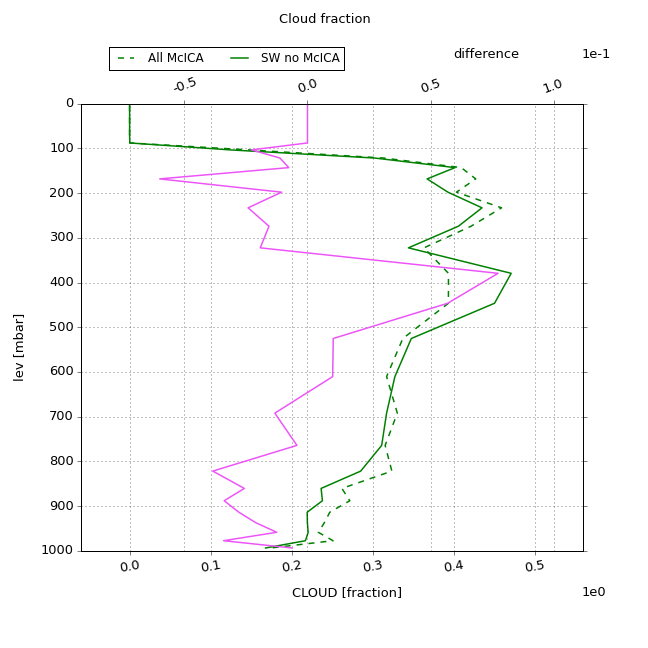 Cloud fraction
All McICA
SW no McICA
difference
1e-1
-0.5 0.0 0.5 1.0
0
100
200
300
400
500
600
700
800
900
1000
lev [mbar]
0.0 0.1 0.2 0.3 0.4 0.5
CLOUD [fraction]
1e0